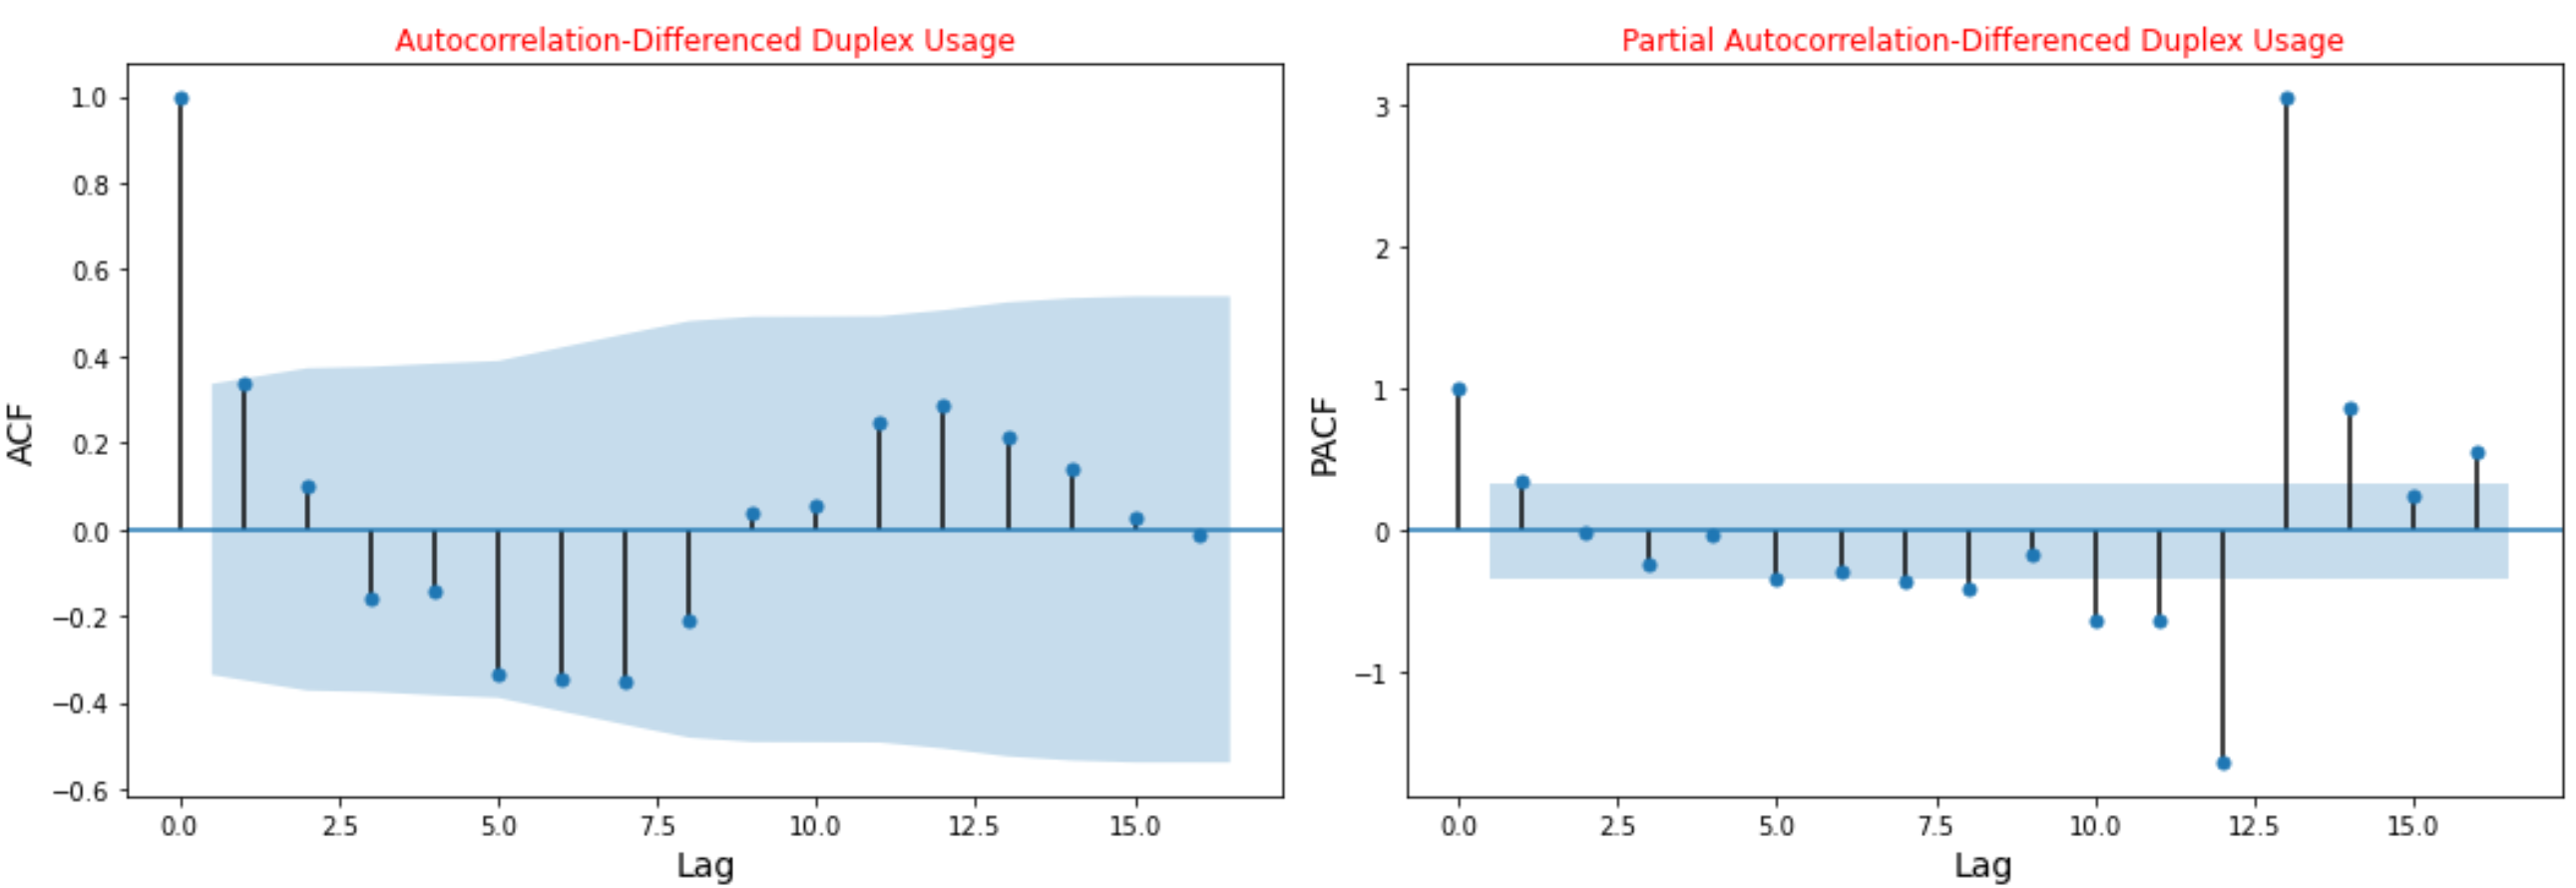 Autocorrelation-Differenced Duplex Usage
ACF
1.0
0.8
0.6
0.4
0.2
0.0
−0.2
−0.4
−0.6
0.0 2.5 5.0 7.5 10.0 12.5 15.0
Lag
Partial Autocorrelation-Differenced Duplex Usage
PACF
3
2
1
0
−1
0.0 2.5 5.0 7.5 10.0 12.5 15.0
Lag